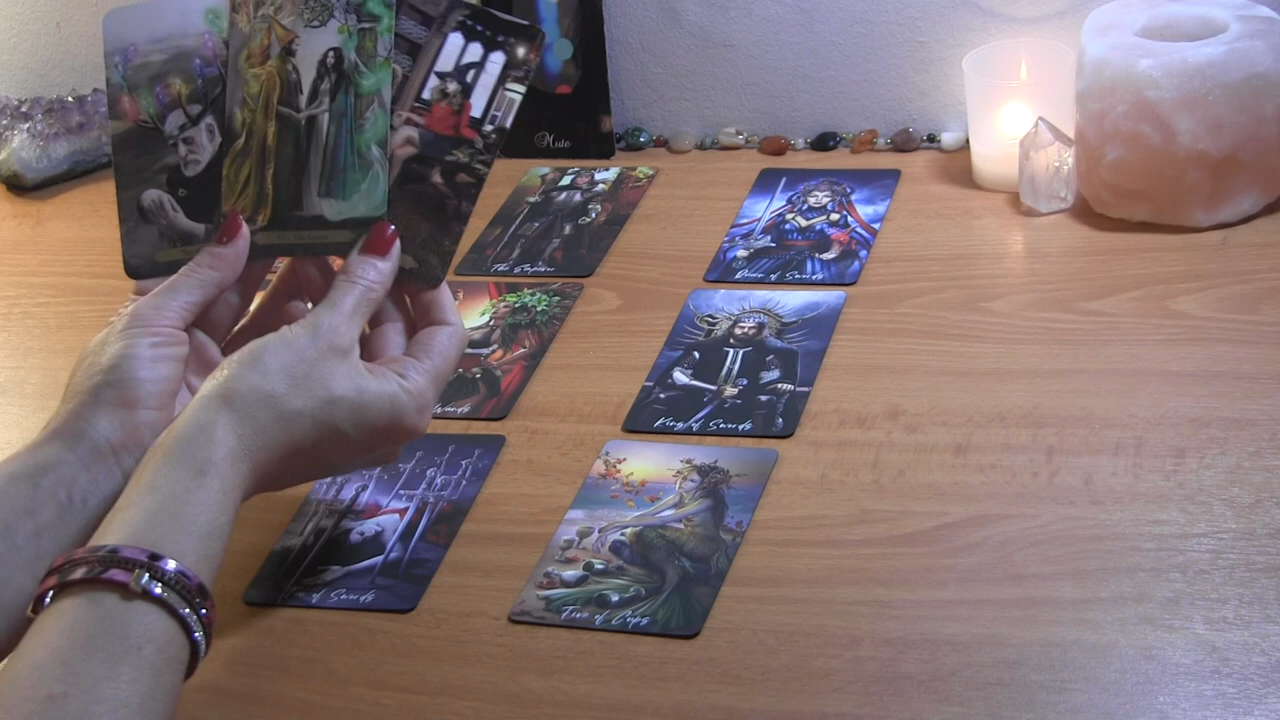 Mute
The Emperor
Queen of Swords
Wands
King of Swords
of Swords
Five of Cups